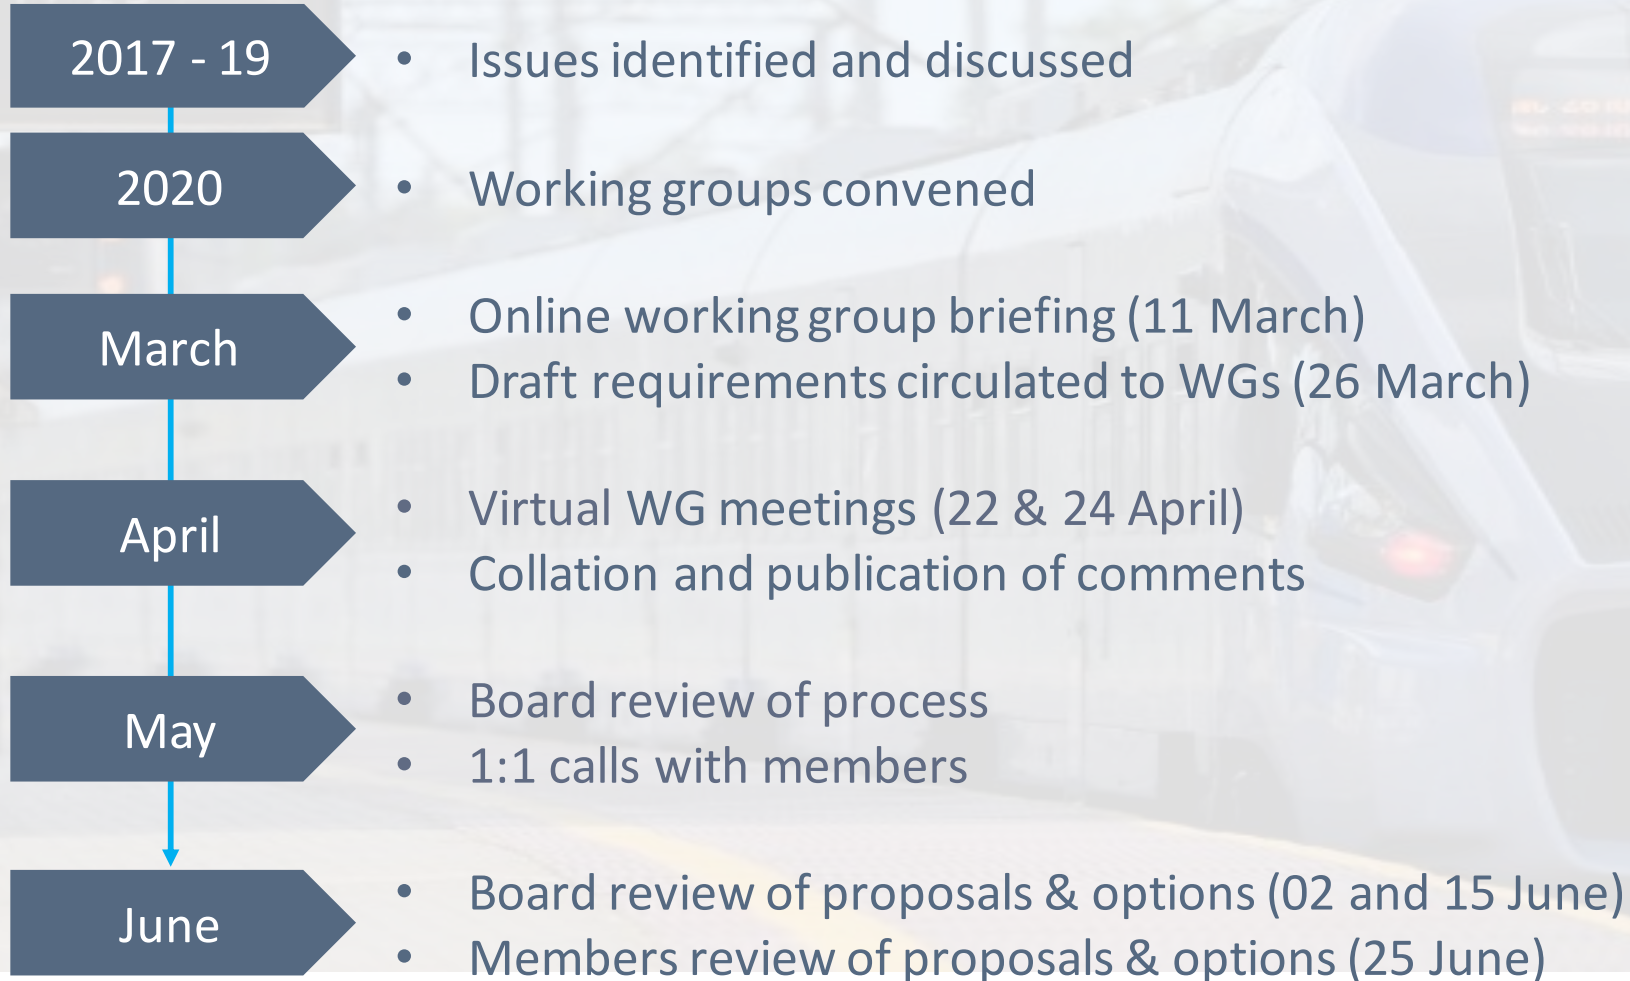 2017 - 19
• Issues identified and discussed
2020
• Working groups convened
March
• Online working group briefing (11 March)
• Draft requirements circulated to WGs (26 March)
April
• Virtual WG meetings (22 & 24 April)
• Collation and publication of comments
May
• Board review of process
• 1:1 calls with members
June
• Board review of proposals & options (02 and 15 June)
• Members review of proposals & options (25 June)